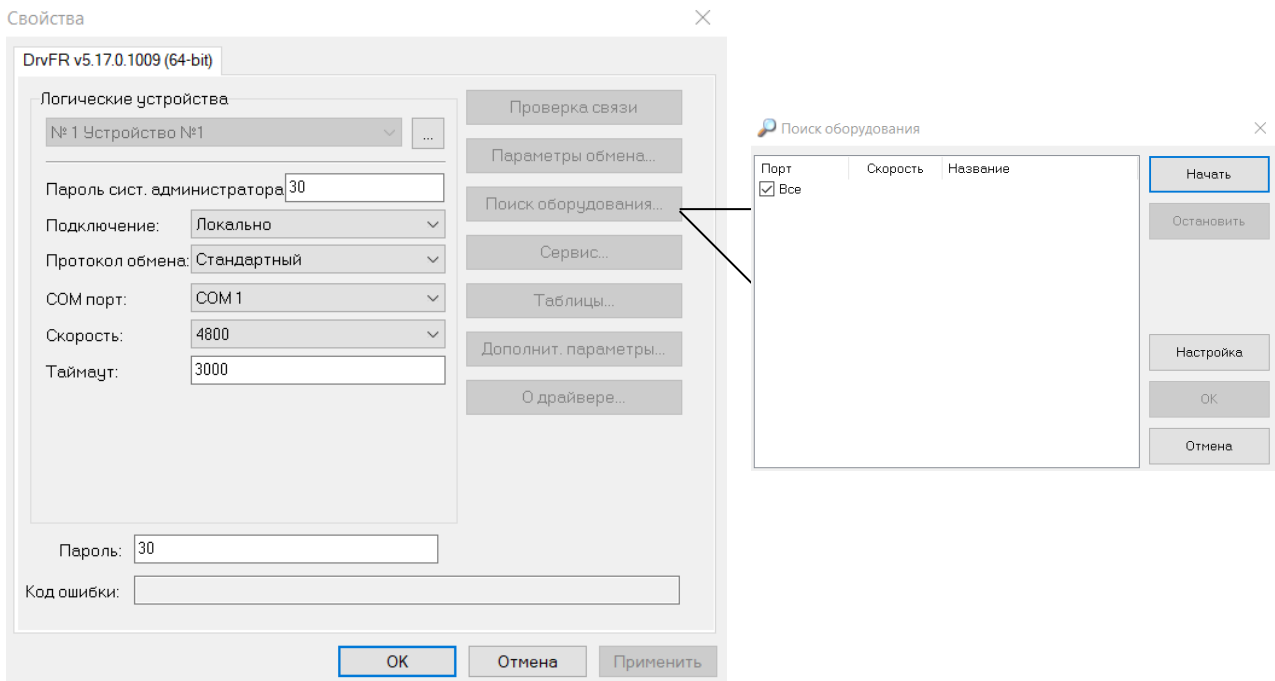 Свойства
DrvFR v5.17.0.1009 (64-bit)
Логические устройства
№ 1 Устройство №1
...
Пароль сист. администратора 30
Подключение: Локально
Протокол обмена: Стандартный
COM порт: COM 1
Скорость: 4800
Таймаут: 3000
Проверка связи
Параметры обмена...
Поиск оборудования...
Сервис...
Таблицы...
Дополнит. параметры...
О драйвере...
Пароль: 30
Код ошибки:
OK
Отмена
Применить
Поиск оборудования
Порт Скорость Название
Все
Начать
Остановить
Настройка
OK
Отмена